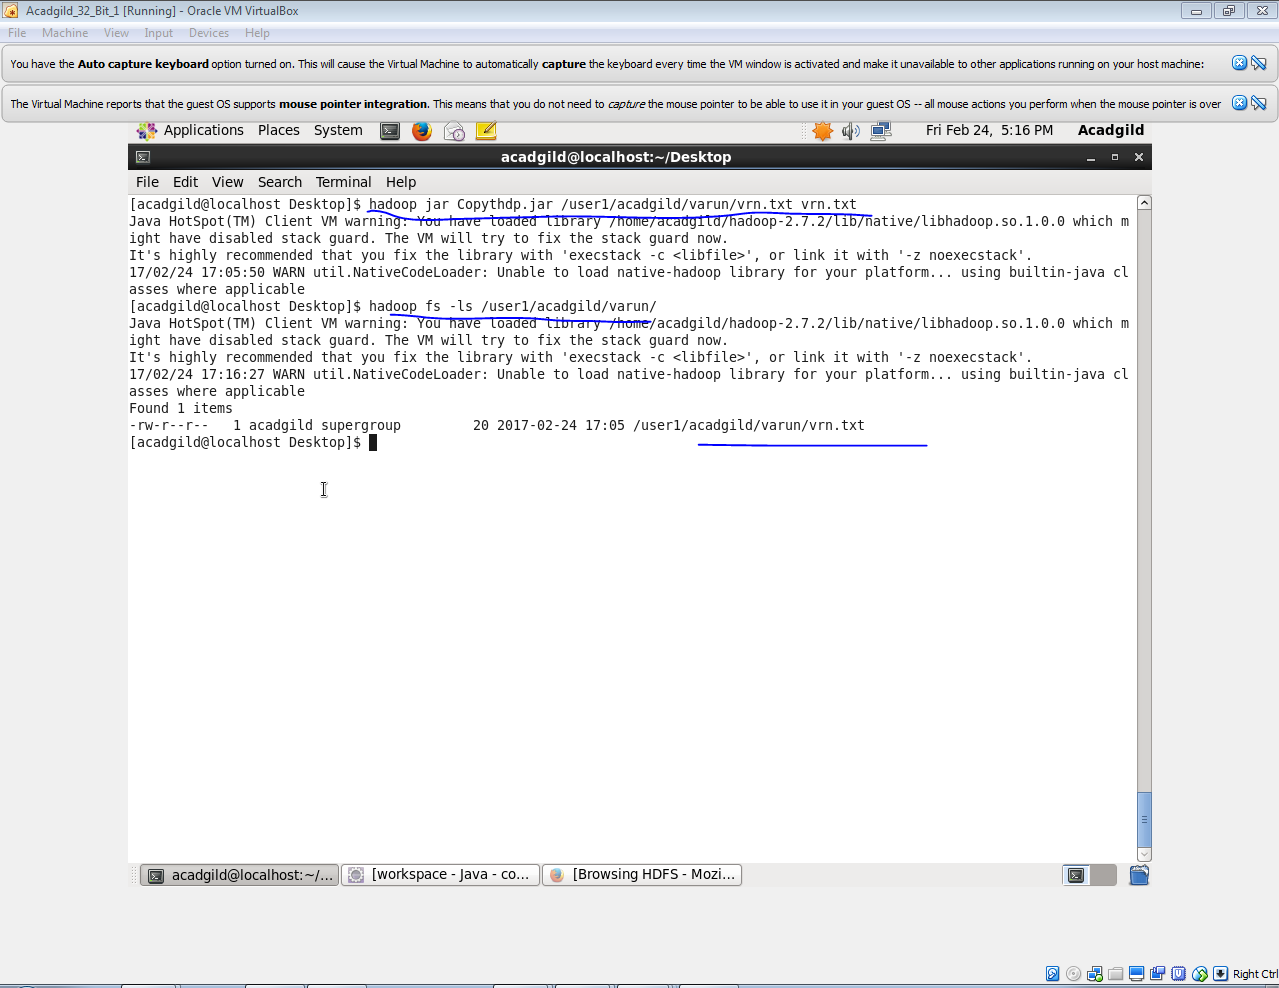 Acadgild_32_Bit_1 [Running] - Oracle VM VirtualBox
File Machine View Input Devices Help
You have the Auto capture keyboard option turned on. This will cause the Virtual Machine to automatically capture the keyboard every time the VM window is activated and make it unavailable to other applications running on your host machine:
The Virtual Machine reports that the guest OS supports mouse pointer integration. This means that you do not need to capture the mouse pointer to be able to use it in your guest OS -- all mouse actions you perform when the mouse pointer is over
Applications Places System Fri Feb 24, 5:16 PM Acadgild
acadgild@localhost:~/Desktop
File Edit View Search Terminal Help
[acadgild@localhost Desktop]$ hadoop jar Copythdp.jar /user1/acadgild/varun/vrn.txt vrn.txt
Java HotSpot(TM) Client VM warning: You have loaded library /home/acadgild/hadoop-2.7.2/lib/native/libhadoop.so.1.0.0 which m
ight have disabled stack guard. The VM will try to fix the stack guard now.
It's highly recommended that you fix the library with 'execstack -c <libfile>', or link it with '-z noexecstack'.
17/02/24 17:05:50 WARN util.NativeCodeLoader: Unable to load native-hadoop library for your platform... using builtin-java cl
asses where applicable
[acadgild@localhost Desktop]$ hadoop fs -ls /user1/acadgild/varun/
Java HotSpot(TM) Client VM warning: You have loaded library /home/acadgild/hadoop-2.7.2/lib/native/libhadoop.so.1.0.0 which m
ight have disabled stack guard. The VM will try to fix the stack guard now.
It's highly recommended that you fix the library with 'execstack -c <libfile>', or link it with '-z noexecstack'.
17/02/24 17:16:27 WARN util.NativeCodeLoader: Unable to load native-hadoop library for your platform... using builtin-java cl
asses where applicable
Found 1 items
-rw-r--r--   1 acadgild supergroup         20 2017-02-24 17:05 /user1/acadgild/varun/vrn.txt
[acadgild@localhost Desktop]$
acadgild@localhost:~/... [workspace - Java - co... [Browsing HDFS - Mozi...
Right Ctrl